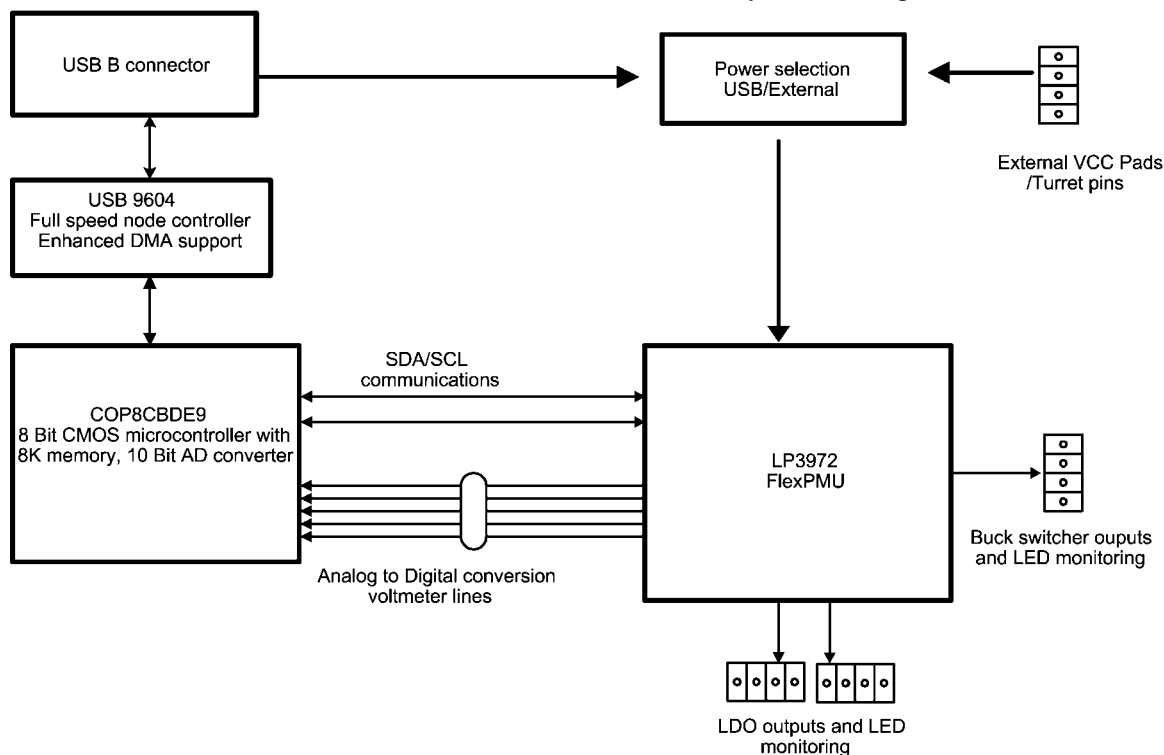 USB B connector
Power selection
USB/External
External VCC Pads
/Turret pins
USB 9604
Full speed node controller
Enhanced DMA support
SDA/SCL
communications
COP8CBDE9
8 Bit CMOS microcontroller with
8K memory, 10 Bit AD converter
LP3972
FlexPMU
Buck switcher ouputs
and LED monitoring
Analog to Digital conversion
voltmeter lines
LDO outputs and LED
monitoring